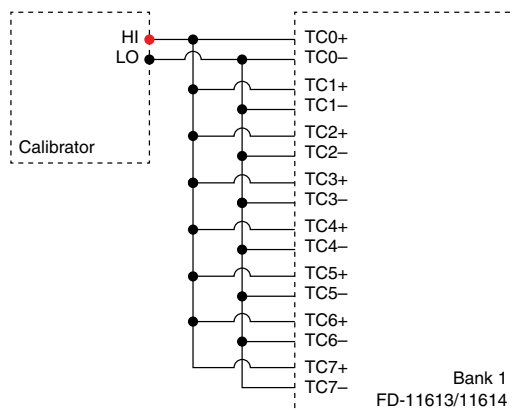 HI
LO
Calibrator
TC0+
TC0–
TC1+
TC1–
TC2+
TC2–
TC3+
TC3–
TC4+
TC4–
TC5+
TC5–
TC6+
TC6–
TC7+
TC7–
Bank 1
FD-11613/11614